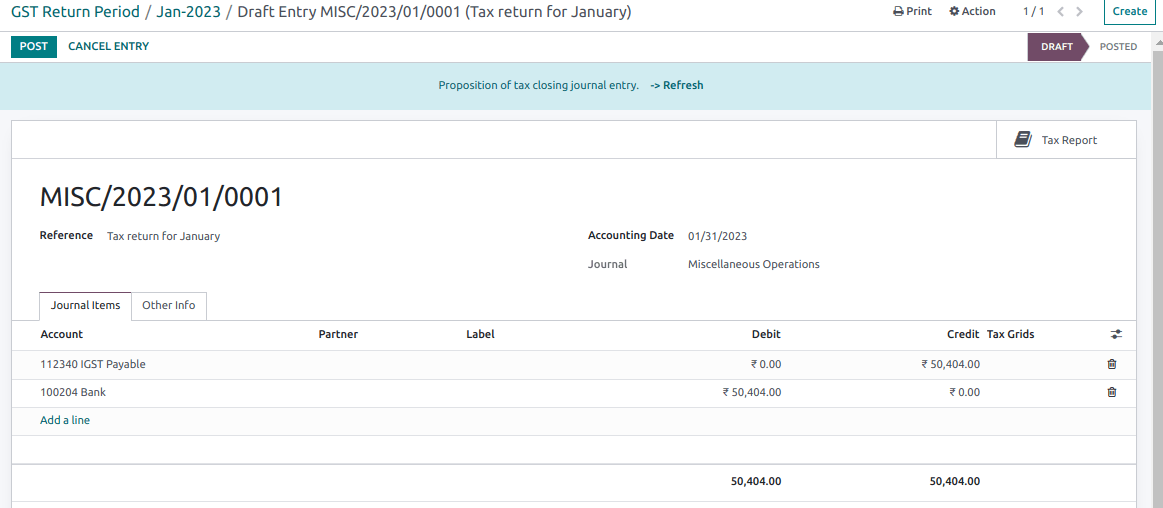 GST Return Period / Jan-2023 / Draft Entry MISC/2023/01/0001 (Tax return for January) Print Action 1 / 1 Create
POST CANCEL ENTRY DRAFT POSTED
Proposition of tax closing journal entry. -> Refresh
Tax Report
MISC/2023/01/0001
Reference Tax return for January Accounting Date 01/31/2023
Journal Miscellaneous Operations
Journal Items Other Info
Account Partner Label Debit Credit Tax Grids
112340 IGST Payable ₹ 0.00 ₹ 50,404.00
100204 Bank ₹ 50,404.00 ₹ 0.00
Add a line
50,404.00 50,404.00